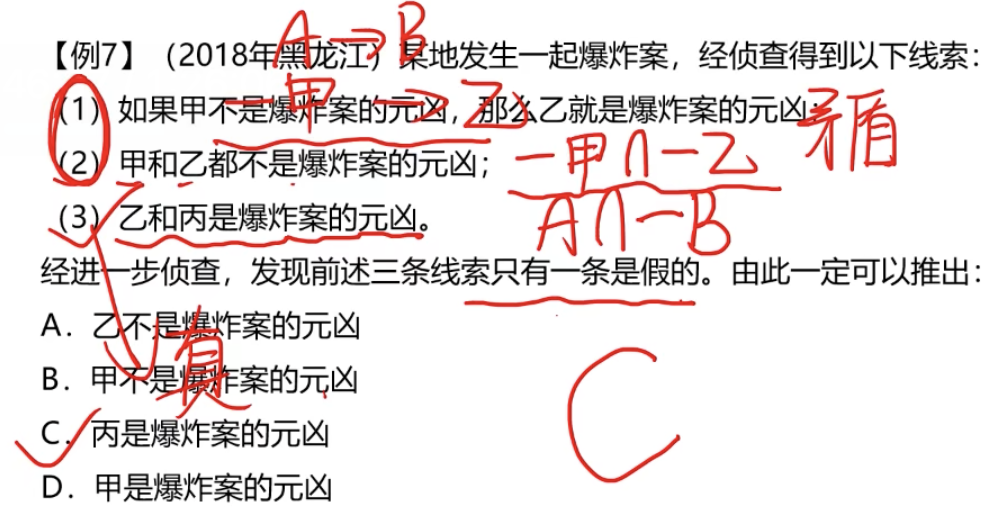 A→B
【例7】（2018年黑龙江）某地发生一起爆炸案，经侦查得到以下线索：
（1）如果甲不是爆炸案的元凶，那么乙就是爆炸案的元凶；
一甲→乙
矛盾
（2）甲和乙都不是爆炸案的元凶；
一甲∩一乙
（3）乙和丙是爆炸案的元凶。
A∩一B
经进一步侦查，发现前述三条线索只有一条是假的。由此一定可以推出：
A．乙不是爆炸案的元凶
真
B．甲不是爆炸案的元凶
C．丙是爆炸案的元凶
C
D．甲是爆炸案的元凶